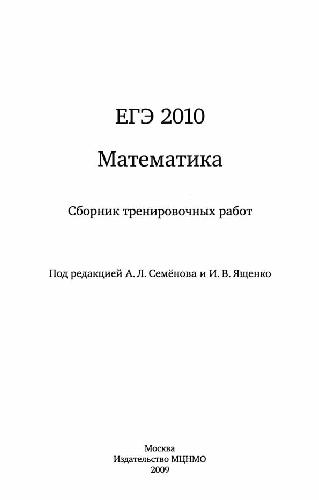 ЕГЭ 2010
Математика
Сборник тренировочных работ
Под редакцией А. Л. Семёнова и И. В. Ященко
Москва
Издательство МЦНМО
2009